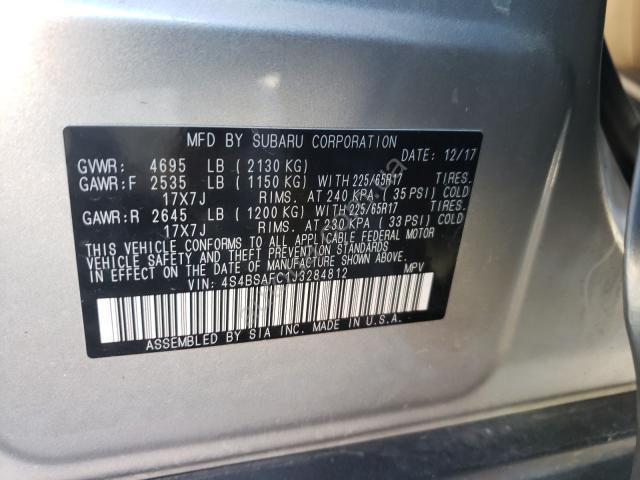 MFD BY SUBARU CORPORATION
GVWR: 4695 LB ( 2130 KG) DATE: 12/17
GAWR:F 2535 LB ( 1150 KG) WITH 225/65R17 TIRES.
17X7J RIMS. AT 240 KPA ( 35 PSI) COLD
GAWR:R 2645 LB ( 1200 KG) WITH 225/65R17 TIRES.
17X7J RIMS. AT 230 KPA ( 33 PSI) COLD
THIS VEHICLE CONFORMS TO ALL APPLICABLE FEDERAL MOTOR
VEHICLE SAFETY AND THEFT PREVENTION STANDARDS
IN EFFECT ON THE DATE OF MANUFACTURE SHOWN ABOVE.
VIN: 4S4BSAFC1J3284812 MPV
ASSEMBLED BY SIA INC. MADE IN U.S.A.